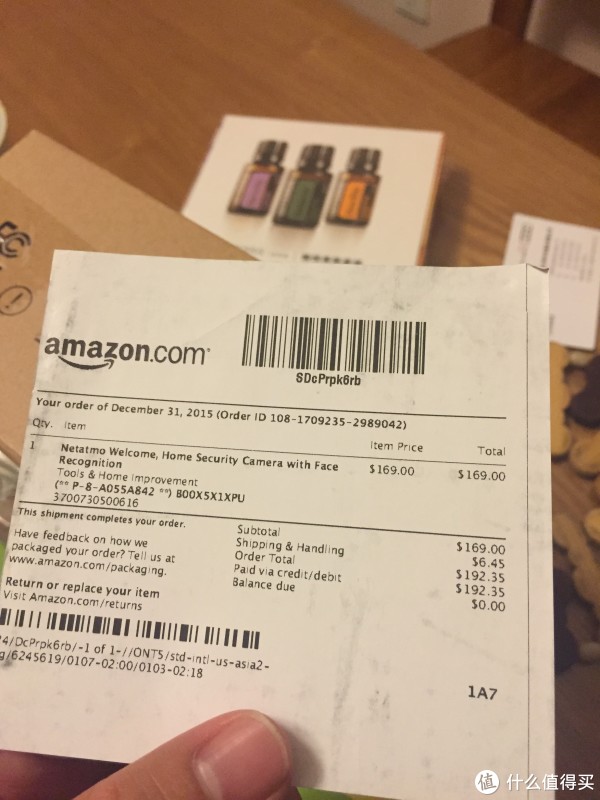 amazon.com
SDcPrpk6rb
Your order of December 31, 2015 (Order ID 108-1709235-2989042)
Qty. Item Item Price Total
1 Netatmo Welcome, Home Security Camera with Face $169.00 $169.00
Recognition
Tools & Home Improvement
(** P-8-A055A842 **) B00X5X1XPU
3700730500616
This shipment completes your order.
Have feedback on how we
packaged your order? Tell us at
www.amazon.com/packaging.
Return or replace your item
Visit Amazon.com/returns
Subtotal $169.00
Shipping & Handling $6.45
Order Total $192.35
Paid via credit/debit $192.35
Balance due $0.00
4/DcPrpk6rb/-1 of 1-//ONT5/std-intl-us-asia2-
g/6245619/0107-02:00/0103-02:18
1A7
值 什么值得买